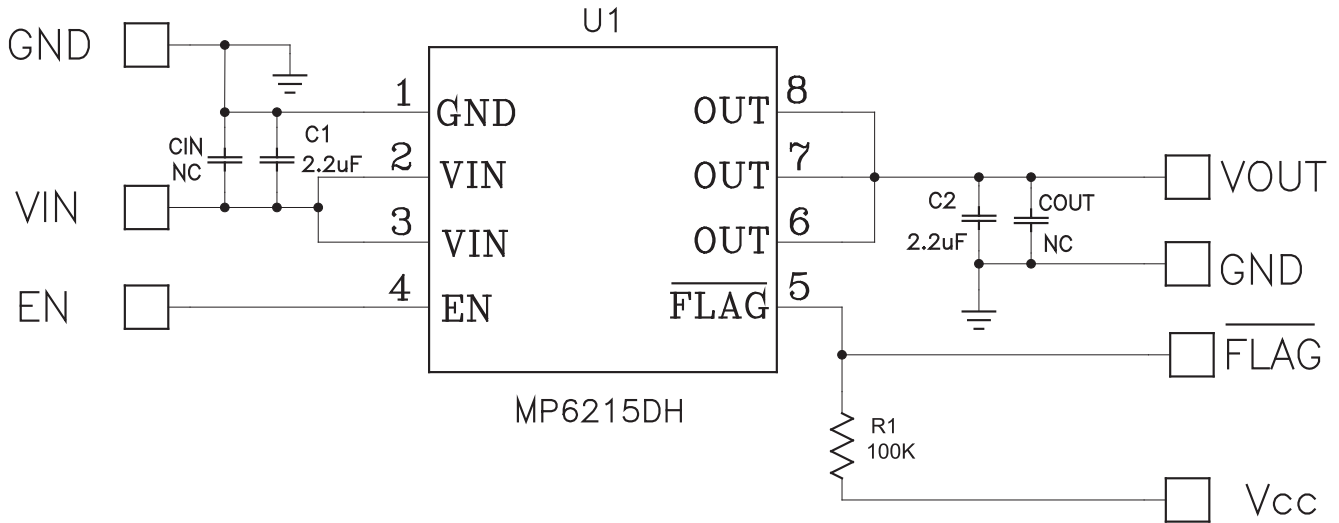 U1
GND
1
GND
OUT
8
CIN
NC
C1
2.2uF
2
VIN
OUT
7
VOUT
VIN
3
VIN
OUT
6
C2
2.2uF
COUT
NC
GND
EN
4
EN
FLAG
5
FLAG
MP6215DH
R1
100K
Vcc